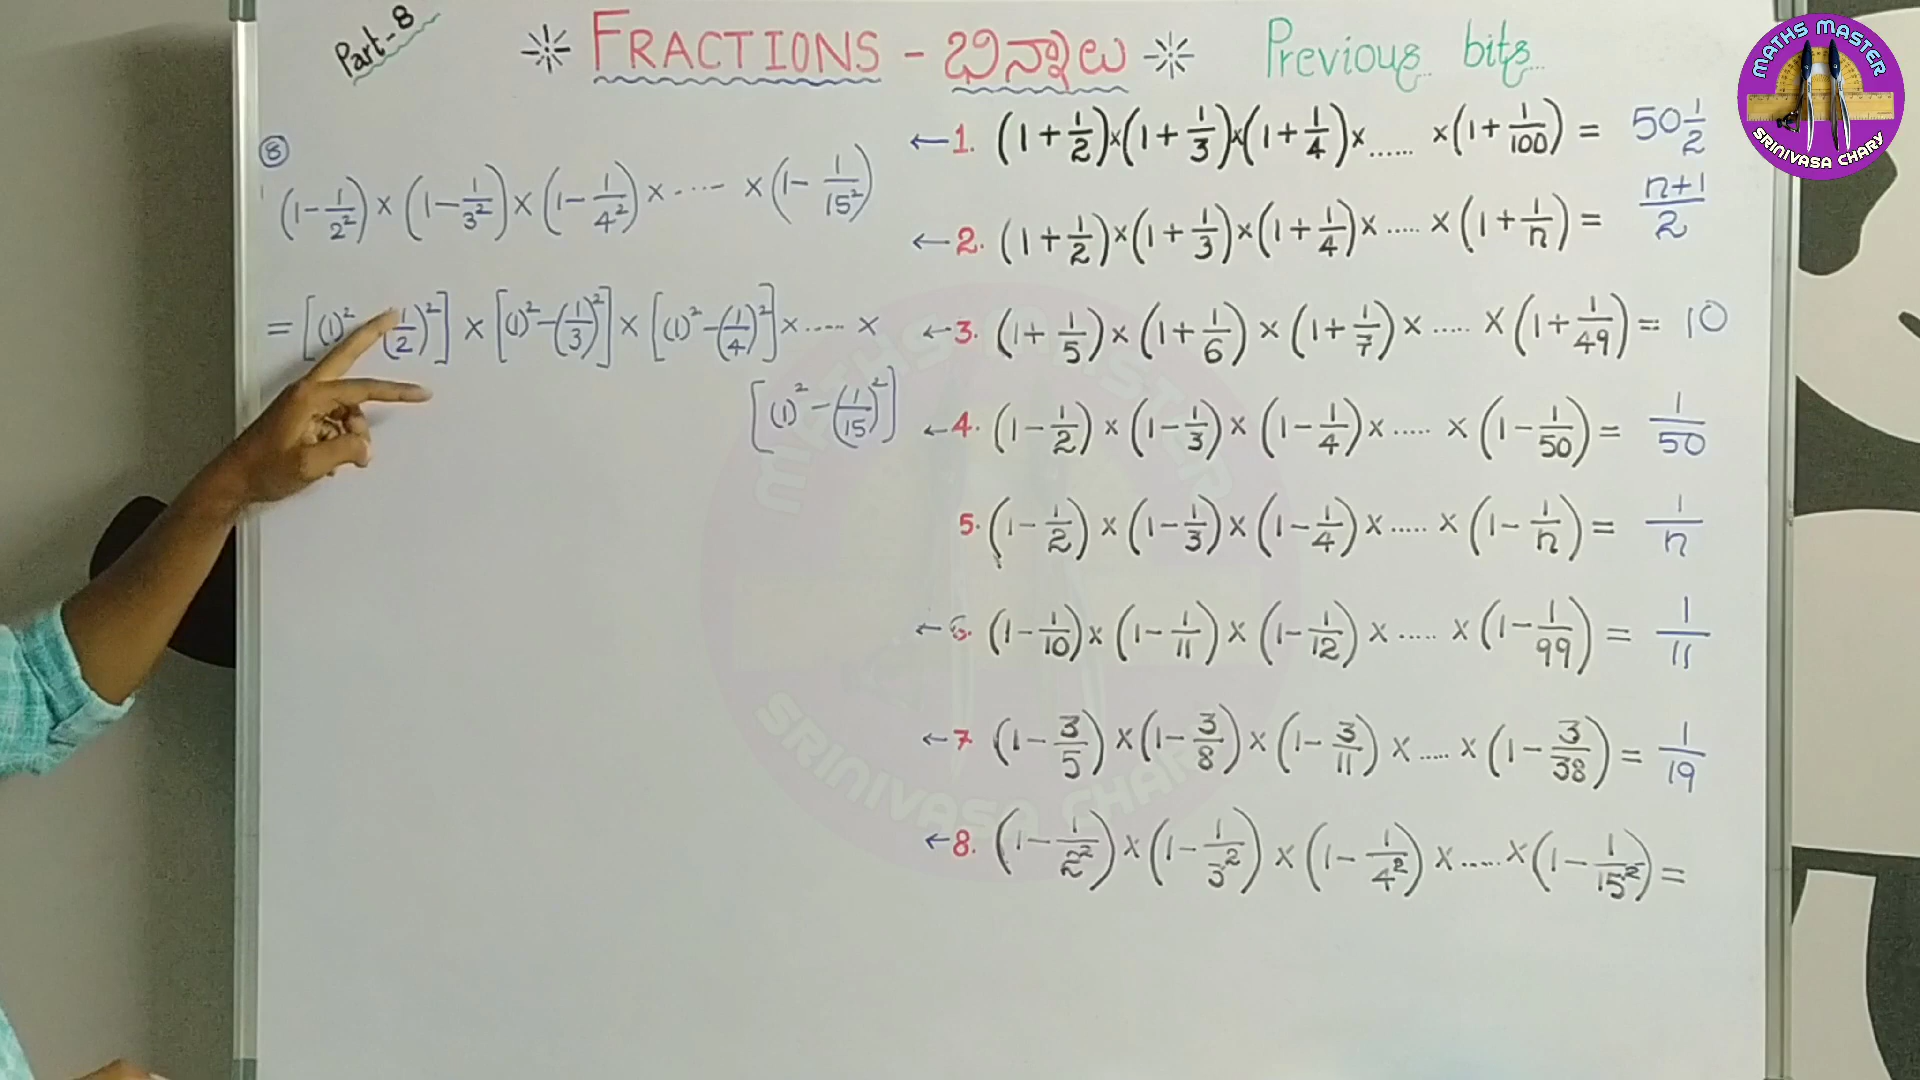 Part-8
FRACTIONS - భిన్నాలు
Previous bits
MATHS MASTER
SRINIVASA CHARY
8
(1-1/2²)×(1-1/3²)×(1-1/4²)×.... ×(1-1/15²)
=[(1)²-(1/2)²]×[(1)²-(1/3)²]×[(1)²-(1/4)²]×.....×
[(1)²-(1/15)²]
←1. (1+1/2)×(1+1/3)×(1+1/4)×...... ×(1+1/100) = 50 1/2
←2. (1+1/2)×(1+1/3)×(1+1/4)×.....×(1+1/n) = n+1/2
←3. (1+1/5)×(1+1/6)×(1+1/7)×.....×(1+1/49) = 10
←4. (1-1/2)×(1-1/3)×(1-1/4)×.....×(1-1/50) = 1/50
5. (1-1/2)×(1-1/3)×(1-1/4)×.....×(1-1/n) = 1/n
←6. (1-1/10)×(1-1/11)×(1-1/12)×.....×(1-1/99) = 1/11
←7 (1-3/5)×(1-3/8)×(1-3/11)×.....×(1-3/38) = 1/19
←8. (1-1/2²)×(1-1/3²)×(1-1/4²)×.....×(1-1/15²) =
MATHS MASTER
SRINIVASA CHARY